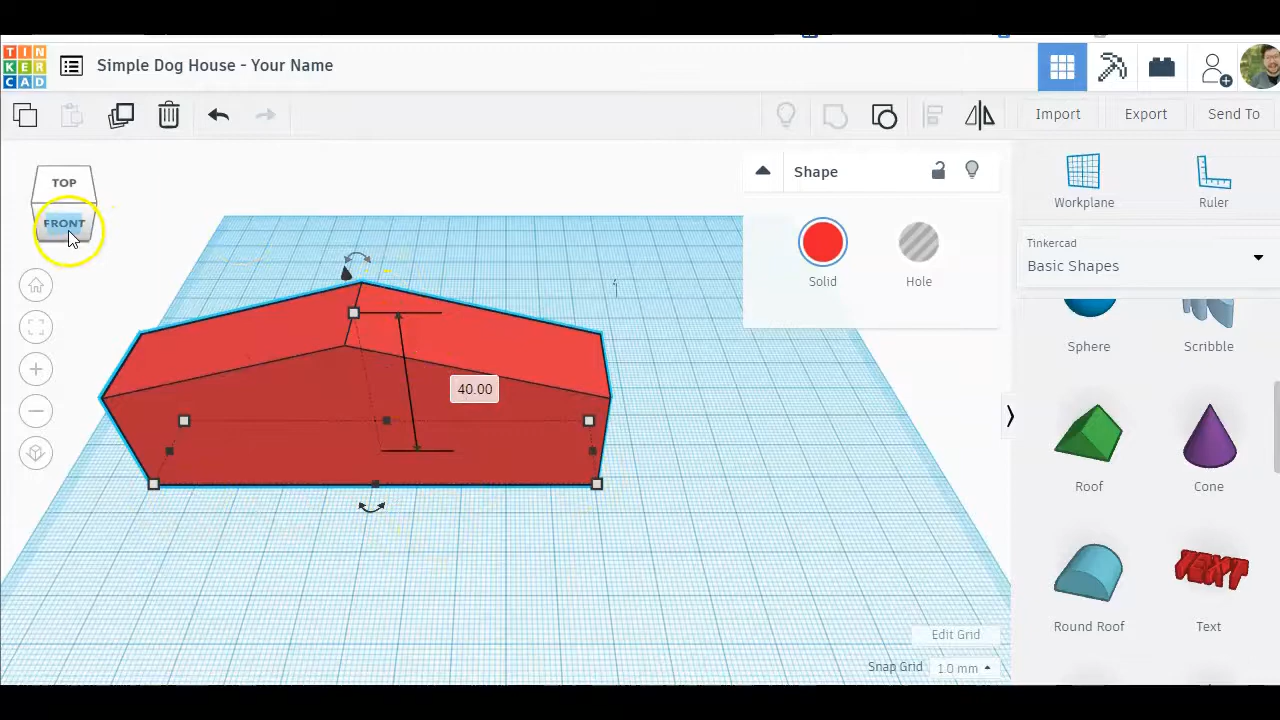 TIN
KER
CAD
Simple Dog House - Your Name
Import
Export
Send To
TOP
FRONT
Shape
Solid
Hole
Workplane
Ruler
Tinkercad
Basic Shapes
Sphere
Scribble
40.00
Roof
Cone
TEXT
Round Roof
Text
Edit Grid
Snap Grid
1.0 mm